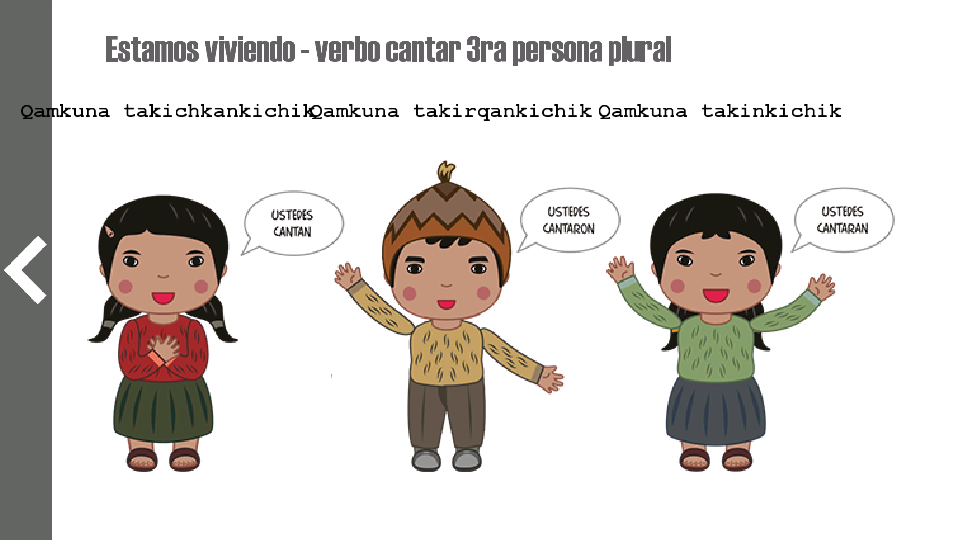 Estamos viviendo - verbo cantar 3ra persona plural
Qamkuna takichkankichik
Qamkuna takirqankichik
Qamkuna takinkichik
USTEDES
CANTAN
USTEDES
CANTARON
USTEDES
CANTARAN